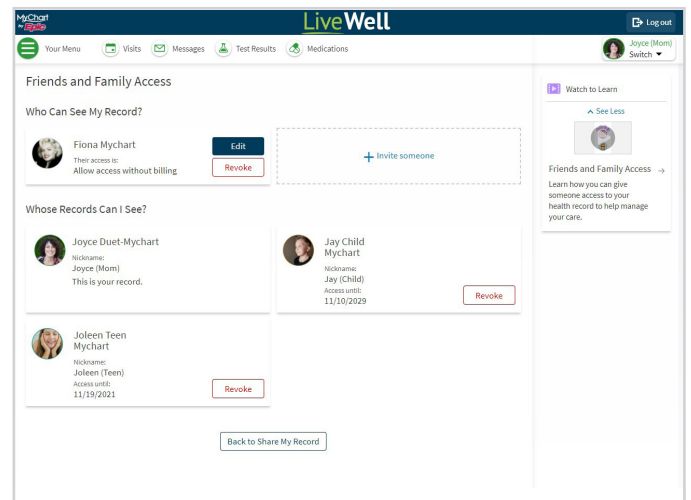 MyChart
by Epic
LiveWell
Log out
Your Menu
Visits
Messages
Test Results
Medications
Joyce (Mom)
Switch
Friends and Family Access
Who Can See My Record?
Fiona Mychart
Their access is:
Allow access without billing
Edit
Revoke
Invite someone
Whose Records Can I See?
Joyce Duet-Mychart
Nickname:
Joyce (Mom)
This is your record.
Jay Child
Mychart
Nickname:
Jay (Child)
Access until:
11/10/2029
Revoke
Joleen Teen
Mychart
Nickname:
Joleen (Teen)
Access until:
11/19/2021
Revoke
Back to Share My Record
Watch to Learn
See Less
Friends and Family Access
Learn how you can give
someone access to your
health record to help manage
your care.